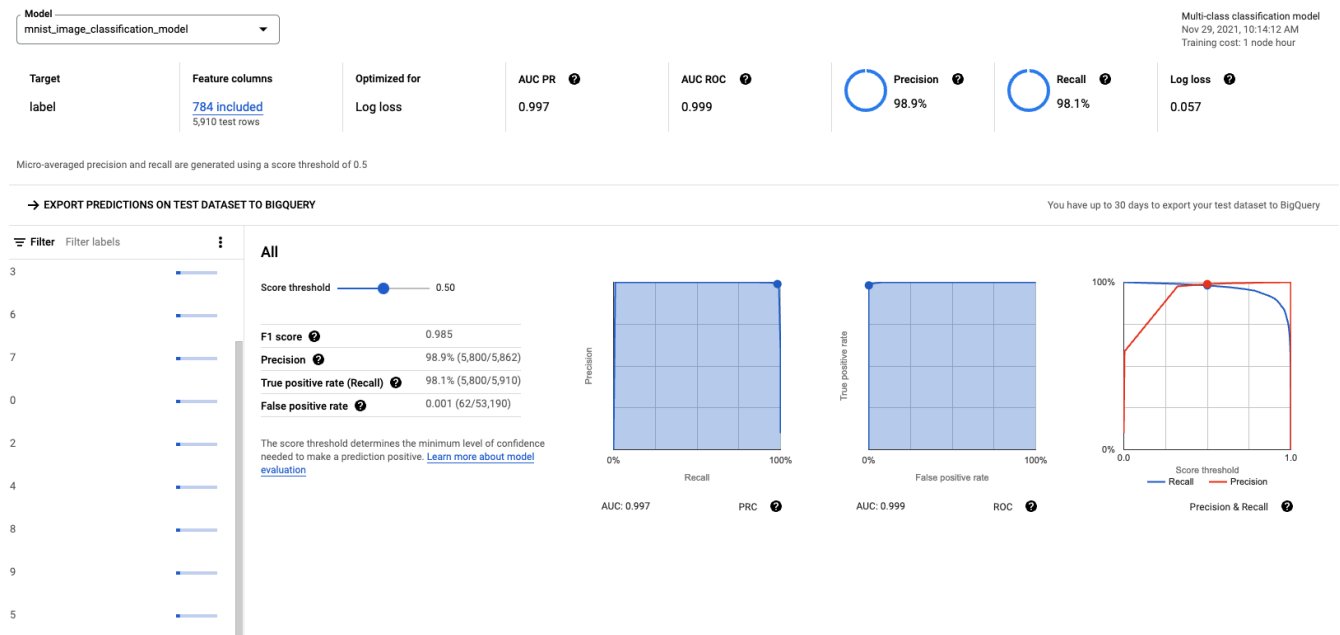 Model
mnist_image_classification_model
Multi-class classification model
Nov 29, 2021, 10:14:12 AM
Training cost: 1 node hour
Target
label
Feature columns
784 included
5,910 test rows
Optimized for
Log loss
AUC PR ?
0.997
AUC ROC ?
0.999
Precision ?
98.9%
Recall ?
98.1%
Log loss ?
0.057
Micro-averaged precision and recall are generated using a score threshold of 0.5
→ EXPORT PREDICTIONS ON TEST DATASET TO BIGQUERY
You have up to 30 days to export your test dataset to BigQuery
Filter Filter labels
3
6
7
0
2
4
8
9
5
All
Score threshold 0.50
F1 score ? 0.985
Precision ? 98.9% (5,800/5,862)
True positive rate (Recall) ? 98.1% (5,800/5,910)
False positive rate ? 0.001 (62/53,190)
The score threshold determines the minimum level of confidence
needed to make a prediction positive. Learn more about model
evaluation
Precision
0% 100%
Recall
AUC: 0.997 PRC ?
True positive rate
0% 100%
False positive rate
AUC: 0.999 ROC ?
100%
0%
0.0 1.0
Score threshold
Recall Precision
Precision & Recall ?